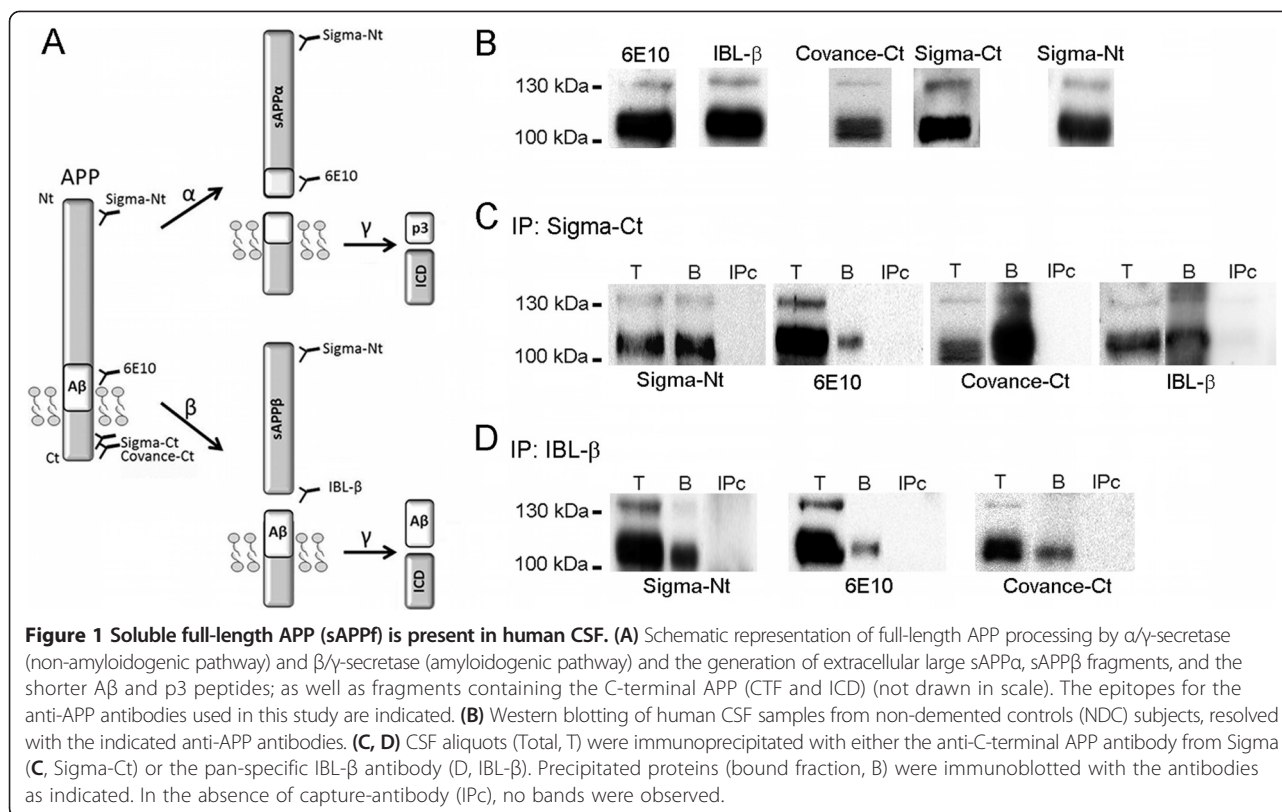 A
Sigma-Nt
sAPPα
6E10
APP
Nt
Sigma-Nt
α
γ
p3
ICD
Aβ
6E10
β
Sigma-Nt
sAPPβ
Sigma-Ct
Ct
Covance-Ct
IBL-β
Aβ
γ
Aβ
ICD
B
6E10 IBL-β Covance-Ct Sigma-Ct Sigma-Nt
130 kDa
100 kDa
C
IP: Sigma-Ct
T B IPc T B IPc T B IPc T B IPc
130 kDa
100 kDa
Sigma-Nt 6E10 Covance-Ct IBL-β
D
IP: IBL-β
T B IPc T B IPc T B IPc
130 kDa
100 kDa
Sigma-Nt 6E10 Covance-Ct
Figure 1 Soluble full-length APP (sAPPf) is present in human CSF. (A) Schematic representation of full-length APP processing by α/γ-secretase
(non-amyloidogenic pathway) and β/γ-secretase (amyloidogenic pathway) and the generation of extracellular large sAPPα, sAPPβ fragments, and the
shorter Aβ and p3 peptides; as well as fragments containing the C-terminal APP (CTF and ICD) (not drawn in scale). The epitopes for the
anti-APP antibodies used in this study are indicated. (B) Western blotting of human CSF samples from non-demented controls (NDC) subjects, resolved
with the indicated anti-APP antibodies. (C, D) CSF aliquots (Total, T) were immunoprecipitated with either the anti-C-terminal APP antibody from Sigma
(C, Sigma-Ct) or the pan-specific IBL-β antibody (D, IBL-β). Precipitated proteins (bound fraction, B) were immunoblotted with the antibodies
as indicated. In the absence of capture-antibody (IPc), no bands were observed.